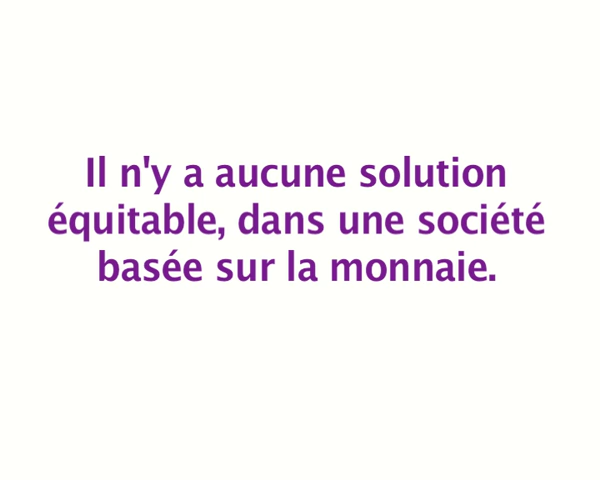 Il n'y a aucune solution
équitable, dans une société
basée sur la monnaie.